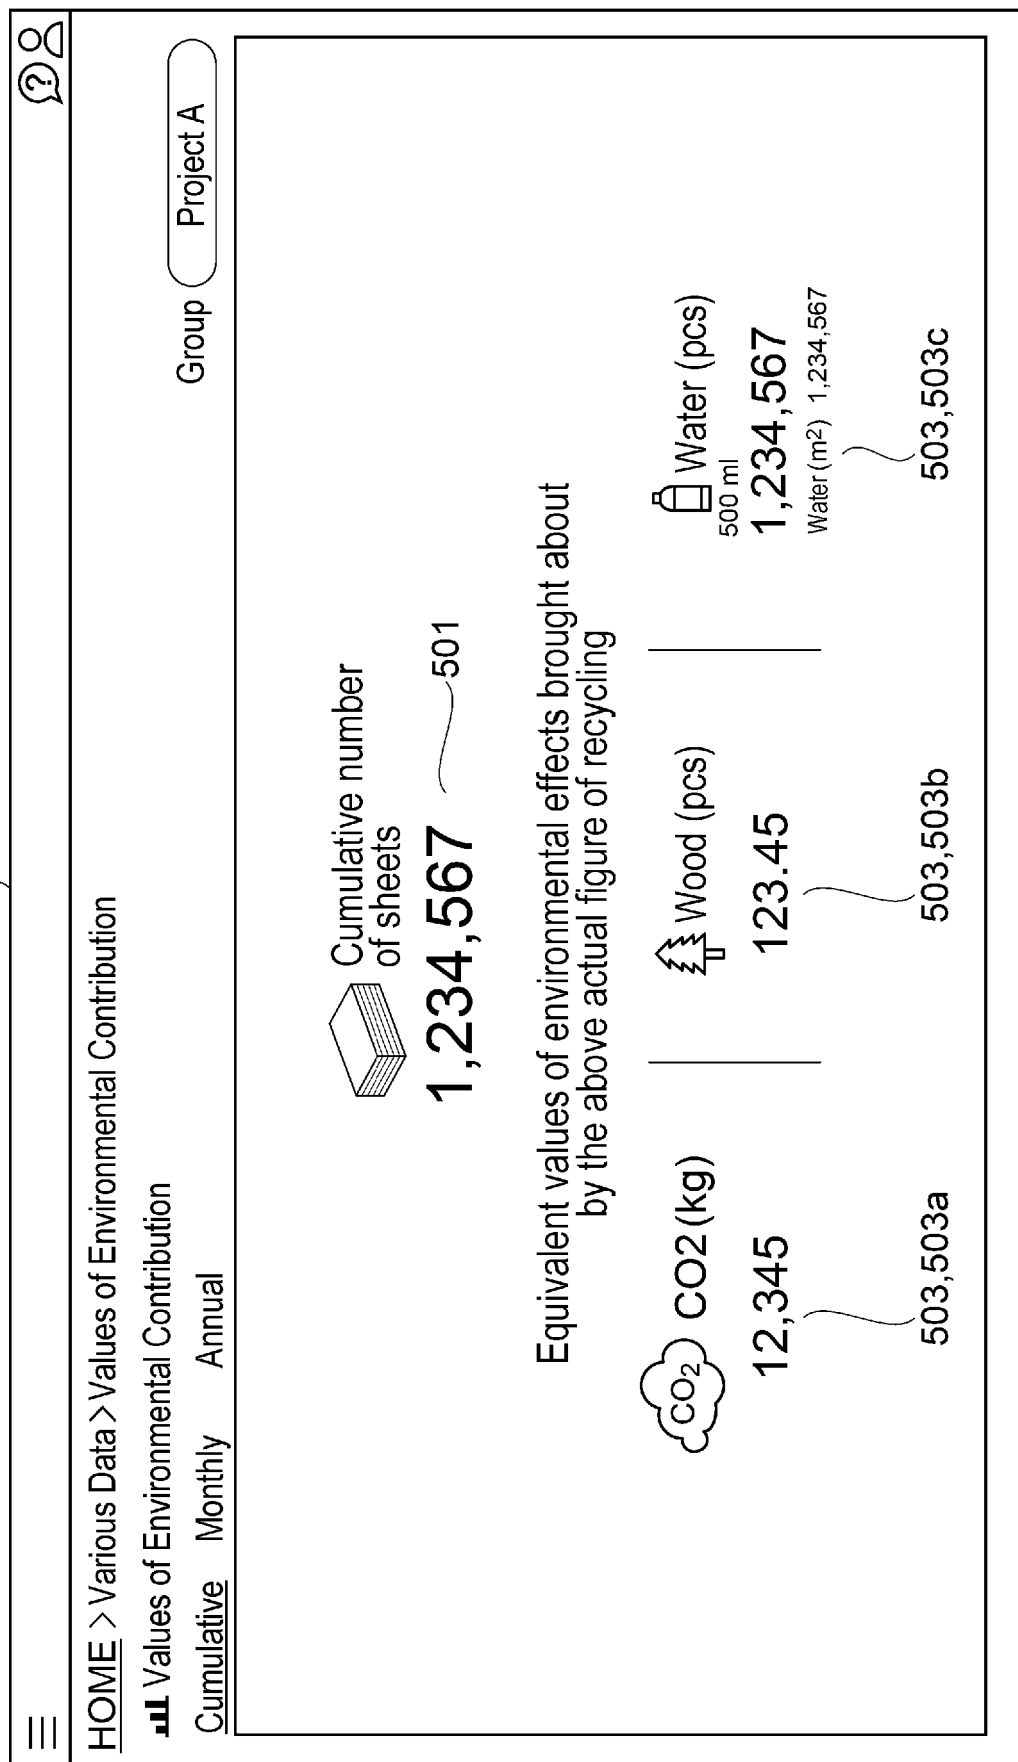 ?
HOME > Various Data > Values of Environmental Contribution
Values of Environmental Contribution
Group Project A
Cumulative Monthly Annual
Cumulative number
of sheets
1,234,567
501
Equivalent values of environmental effects brought about
by the above actual figure of recycling
CO2 CO2 (kg)
12,345
503,503a
Wood (pcs)
123.45
503,503b
Water (pcs)
500 ml
1,234,567
Water (m2) 1,234,567
503,503c